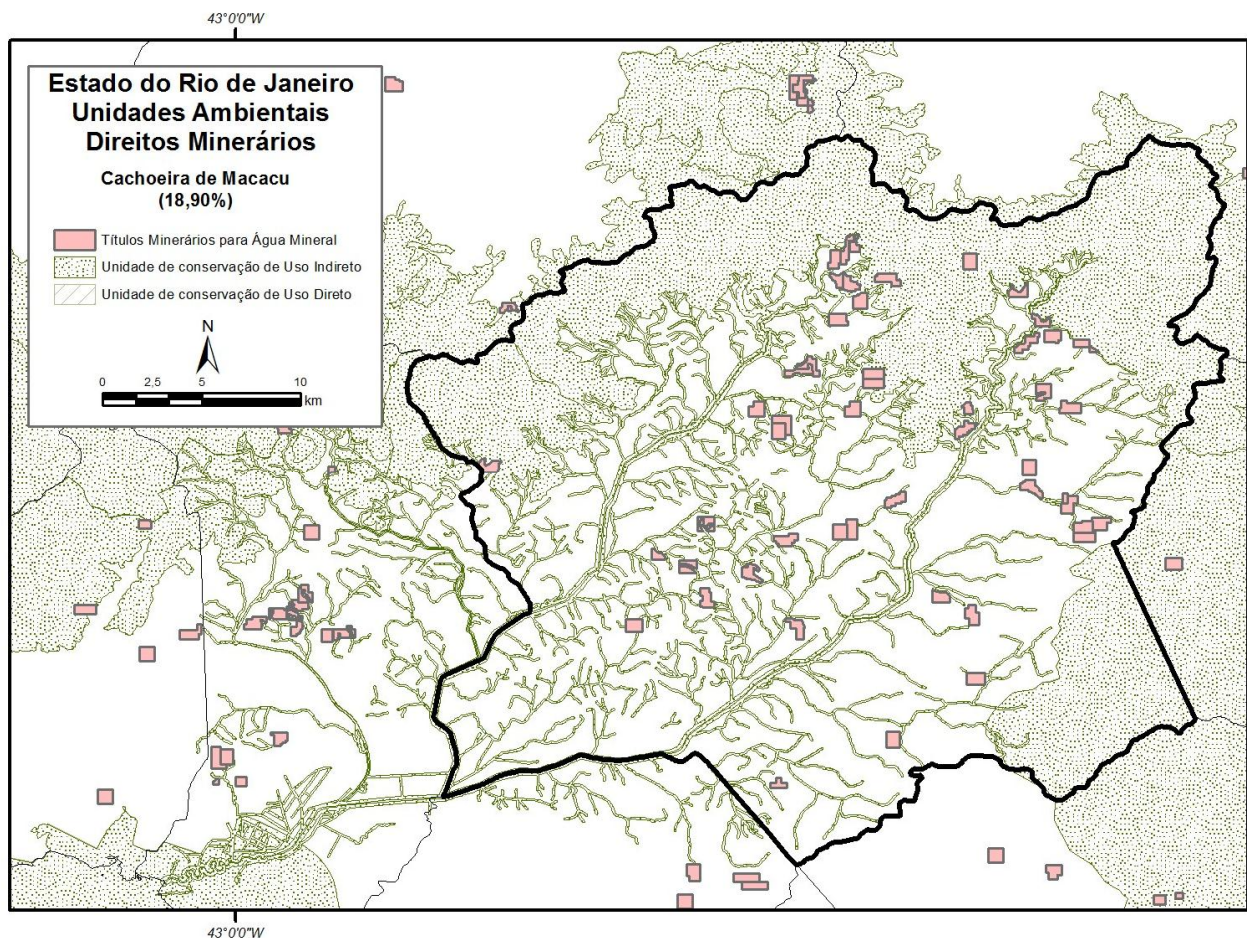 43°0'0"W
Estado do Rio de Janeiro
Unidades Ambientais
Direitos Minerários
Cachoeira de Macacu
(18,90%)
Títulos Minerários para Água Mineral
Unidade de conservação de Uso Indireto
Unidade de conservação de Uso Direto
N
0 2,5 5 10
km
43°0'0"W